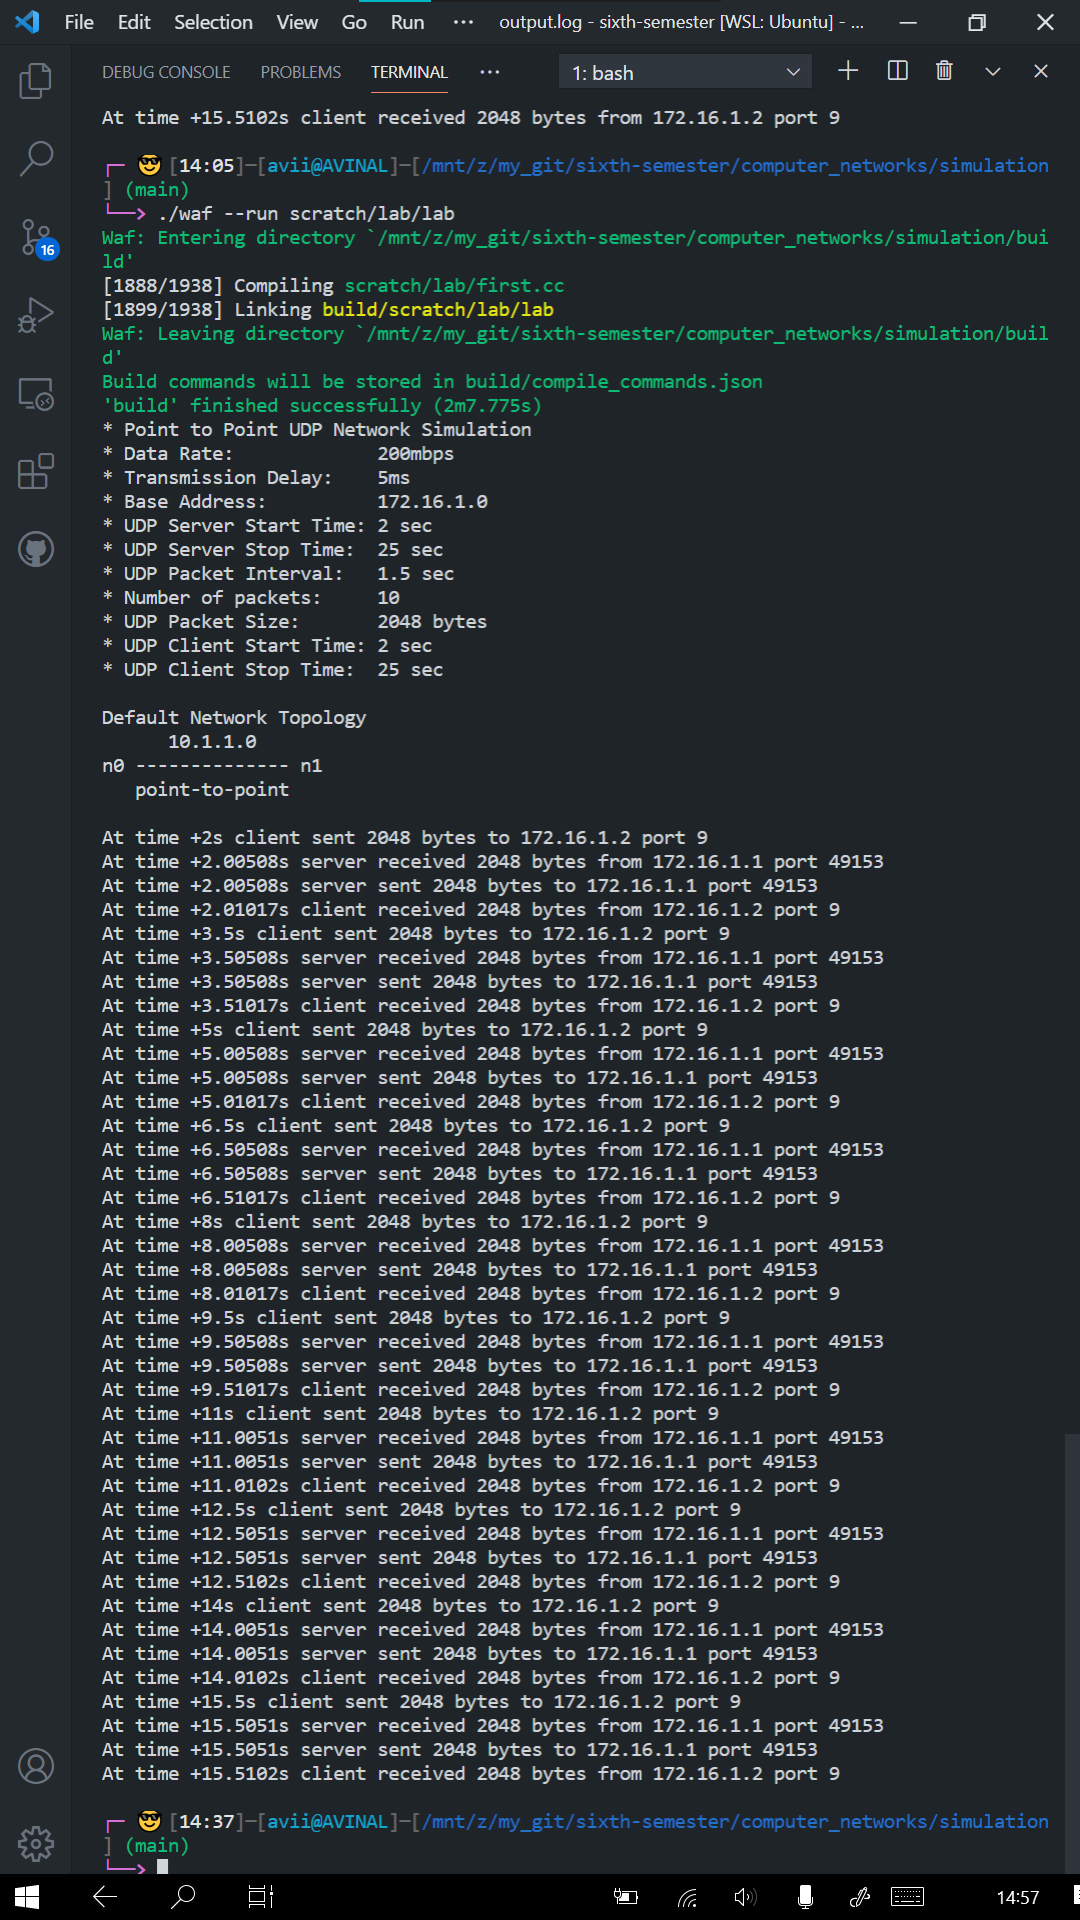 File Edit Selection View Go Run ··· output.log - sixth-semester [WSL: Ubuntu] - ...
DEBUG CONSOLE PROBLEMS TERMINAL ··· 1: bash
At time +15.5102s client received 2048 bytes from 172.16.1.2 port 9
┌─ 😎 [14:05]─[avii@AVINAL]─[/mnt/z/my_git/sixth-semester/computer_networks/simulation
] (main)
└──> ./waf --run scratch/lab/lab
Waf: Entering directory `/mnt/z/my_git/sixth-semester/computer_networks/simulation/bui
ld'
[1888/1938] Compiling scratch/lab/first.cc
[1899/1938] Linking build/scratch/lab/lab
Waf: Leaving directory `/mnt/z/my_git/sixth-semester/computer_networks/simulation/buil
d'
Build commands will be stored in build/compile_commands.json
'build' finished successfully (2m7.775s)
* Point to Point UDP Network Simulation
* Data Rate: 200mbps
* Transmission Delay: 5ms
* Base Address: 172.16.1.0
* UDP Server Start Time: 2 sec
* UDP Server Stop Time: 25 sec
* UDP Packet Interval: 1.5 sec
* Number of packets: 10
* UDP Packet Size: 2048 bytes
* UDP Client Start Time: 2 sec
* UDP Client Stop Time: 25 sec
Default Network Topology
10.1.1.0
n0 -------------- n1
point-to-point
At time +2s client sent 2048 bytes to 172.16.1.2 port 9
At time +2.00508s server received 2048 bytes from 172.16.1.1 port 49153
At time +2.00508s server sent 2048 bytes to 172.16.1.1 port 49153
At time +2.01017s client received 2048 bytes from 172.16.1.2 port 9
At time +3.5s client sent 2048 bytes to 172.16.1.2 port 9
At time +3.50508s server received 2048 bytes from 172.16.1.1 port 49153
At time +3.50508s server sent 2048 bytes to 172.16.1.1 port 49153
At time +3.51017s client received 2048 bytes from 172.16.1.2 port 9
At time +5s client sent 2048 bytes to 172.16.1.2 port 9
At time +5.00508s server received 2048 bytes from 172.16.1.1 port 49153
At time +5.00508s server sent 2048 bytes to 172.16.1.1 port 49153
At time +5.01017s client received 2048 bytes from 172.16.1.2 port 9
At time +6.5s client sent 2048 bytes to 172.16.1.2 port 9
At time +6.50508s server received 2048 bytes from 172.16.1.1 port 49153
At time +6.50508s server sent 2048 bytes to 172.16.1.1 port 49153
At time +6.51017s client received 2048 bytes from 172.16.1.2 port 9
At time +8s client sent 2048 bytes to 172.16.1.2 port 9
At time +8.00508s server received 2048 bytes from 172.16.1.1 port 49153
At time +8.00508s server sent 2048 bytes to 172.16.1.1 port 49153
At time +8.01017s client received 2048 bytes from 172.16.1.2 port 9
At time +9.5s client sent 2048 bytes to 172.16.1.2 port 9
At time +9.50508s server received 2048 bytes from 172.16.1.1 port 49153
At time +9.50508s server sent 2048 bytes to 172.16.1.1 port 49153
At time +9.51017s client received 2048 bytes from 172.16.1.2 port 9
At time +11s client sent 2048 bytes to 172.16.1.2 port 9
At time +11.0051s server received 2048 bytes from 172.16.1.1 port 49153
At time +11.0051s server sent 2048 bytes to 172.16.1.1 port 49153
At time +11.0102s client received 2048 bytes from 172.16.1.2 port 9
At time +12.5s client sent 2048 bytes to 172.16.1.2 port 9
At time +12.5051s server received 2048 bytes from 172.16.1.1 port 49153
At time +12.5051s server sent 2048 bytes to 172.16.1.1 port 49153
At time +12.5102s client received 2048 bytes from 172.16.1.2 port 9
At time +14s client sent 2048 bytes to 172.16.1.2 port 9
At time +14.0051s server received 2048 bytes from 172.16.1.1 port 49153
At time +14.0051s server sent 2048 bytes to 172.16.1.1 port 49153
At time +14.0102s client received 2048 bytes from 172.16.1.2 port 9
At time +15.5s client sent 2048 bytes to 172.16.1.2 port 9
At time +15.5051s server received 2048 bytes from 172.16.1.1 port 49153
At time +15.5051s server sent 2048 bytes to 172.16.1.1 port 49153
At time +15.5102s client received 2048 bytes from 172.16.1.2 port 9
┌─ 😎 [14:37]─[avii@AVINAL]─[/mnt/z/my_git/sixth-semester/computer_networks/simulation
] (main)
└──>
16
14:57